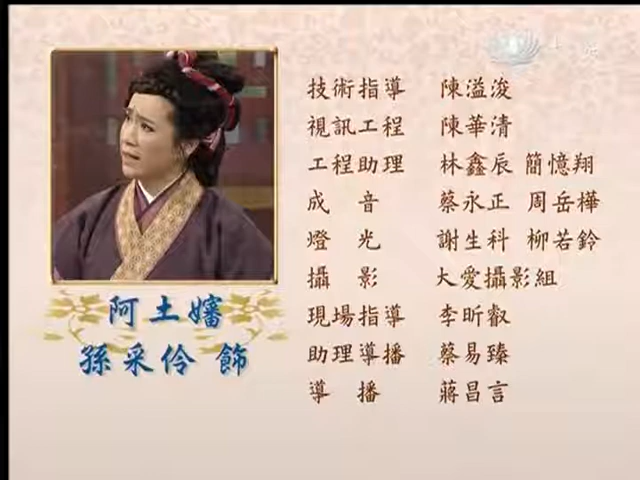 技術指導 陳溢浚
視訊工程 陳華清
工程助理 林鑫辰 簡憶翔
成音 蔡永正 周岳樺
燈光 謝生科 柳若鈴
攝影 大愛攝影組
現場指導 李昕叡
助理導播 蔡易臻
導播 蔣昌言
阿土嬸
孫采伶 飾